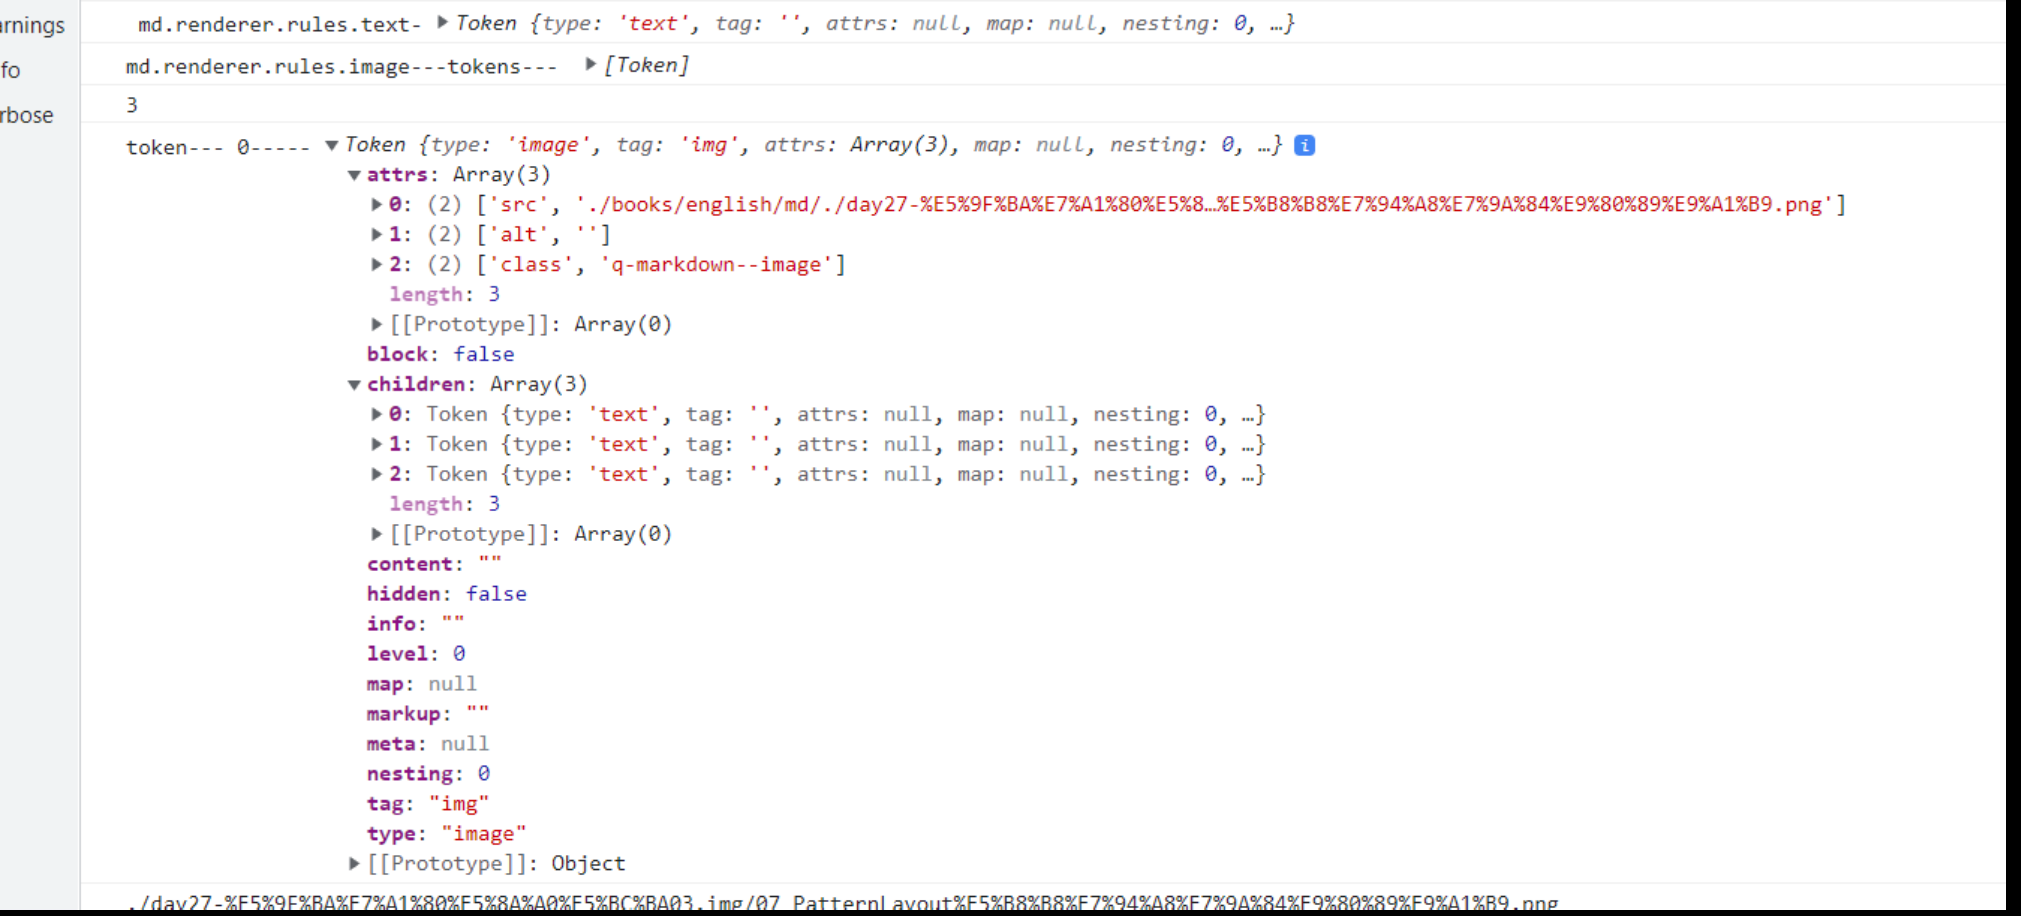 arnings
md.renderer.rules.text- ▶Token {type: 'text', tag: '', attrs: null, map: null, nesting: 0, …}
fo
md.renderer.rules.image---tokens--- ▶[Token]
3
rbose
token--- 0----- ▼Token {type: 'image', tag: 'img', attrs: Array(3), map: null, nesting: 0, …} i
▼attrs: Array(3)
▶0: (2) ['src', './books/english/md/./day27-%E5%9F%BA%E7%A1%80%E5%8…%E5%B8%B8%E7%94%A8%E7%9A%84%E9%80%89%E9%A1%B9.png']
▶1: (2) ['alt', '']
▶2: (2) ['class', 'q-markdown--image']
length: 3
▶[[Prototype]]: Array(0)
block: false
▼children: Array(3)
▶0: Token {type: 'text', tag: '', attrs: null, map: null, nesting: 0, …}
▶1: Token {type: 'text', tag: '', attrs: null, map: null, nesting: 0, …}
▶2: Token {type: 'text', tag: '', attrs: null, map: null, nesting: 0, …}
length: 3
▶[[Prototype]]: Array(0)
content: ""
hidden: false
info: ""
level: 0
map: null
markup: ""
meta: null
nesting: 0
tag: "img"
type: "image"
▶[[Prototype]]: Object
./day27-%E5%9F%BA%E7%A1%80%E5%8A%A0%E5%BC%BA03.img/07_PatternLayout%E5%B8%B8%E7%94%A8%E7%9A%84%E9%80%89%E9%A1%B9.png